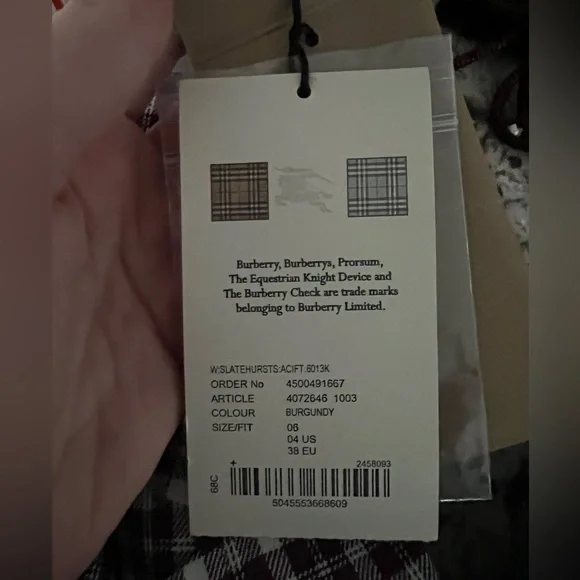 Burberry, Burberrys, Prorsum,
The Equestrian Knight Device and
The Burberry Check are trade marks
belonging to Burberry Limited.
W:SLATEHURSTS:ACIFT:6013K
ORDER No 4500491667
ARTICLE 4072646 1003
COLOUR BURGUNDY
SIZE/FIT 06
04 US
38 EU
+ 2458093
68C
5045553668609